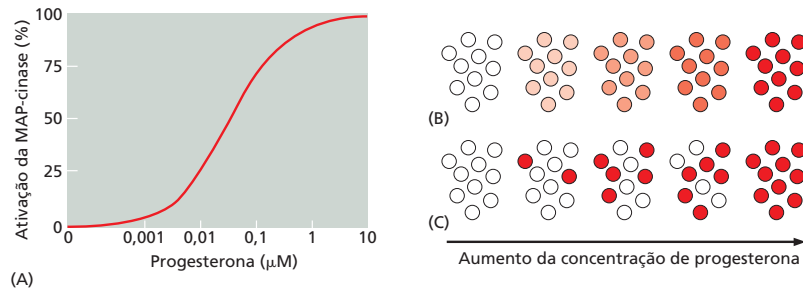 Ativação da MAP-cinase (%)
100
75
50
25
0
0 0,001 0,01 0,1 1 10
Progesterona (µM)
(A)
(B)
(C)
Aumento da concentração de progesterona